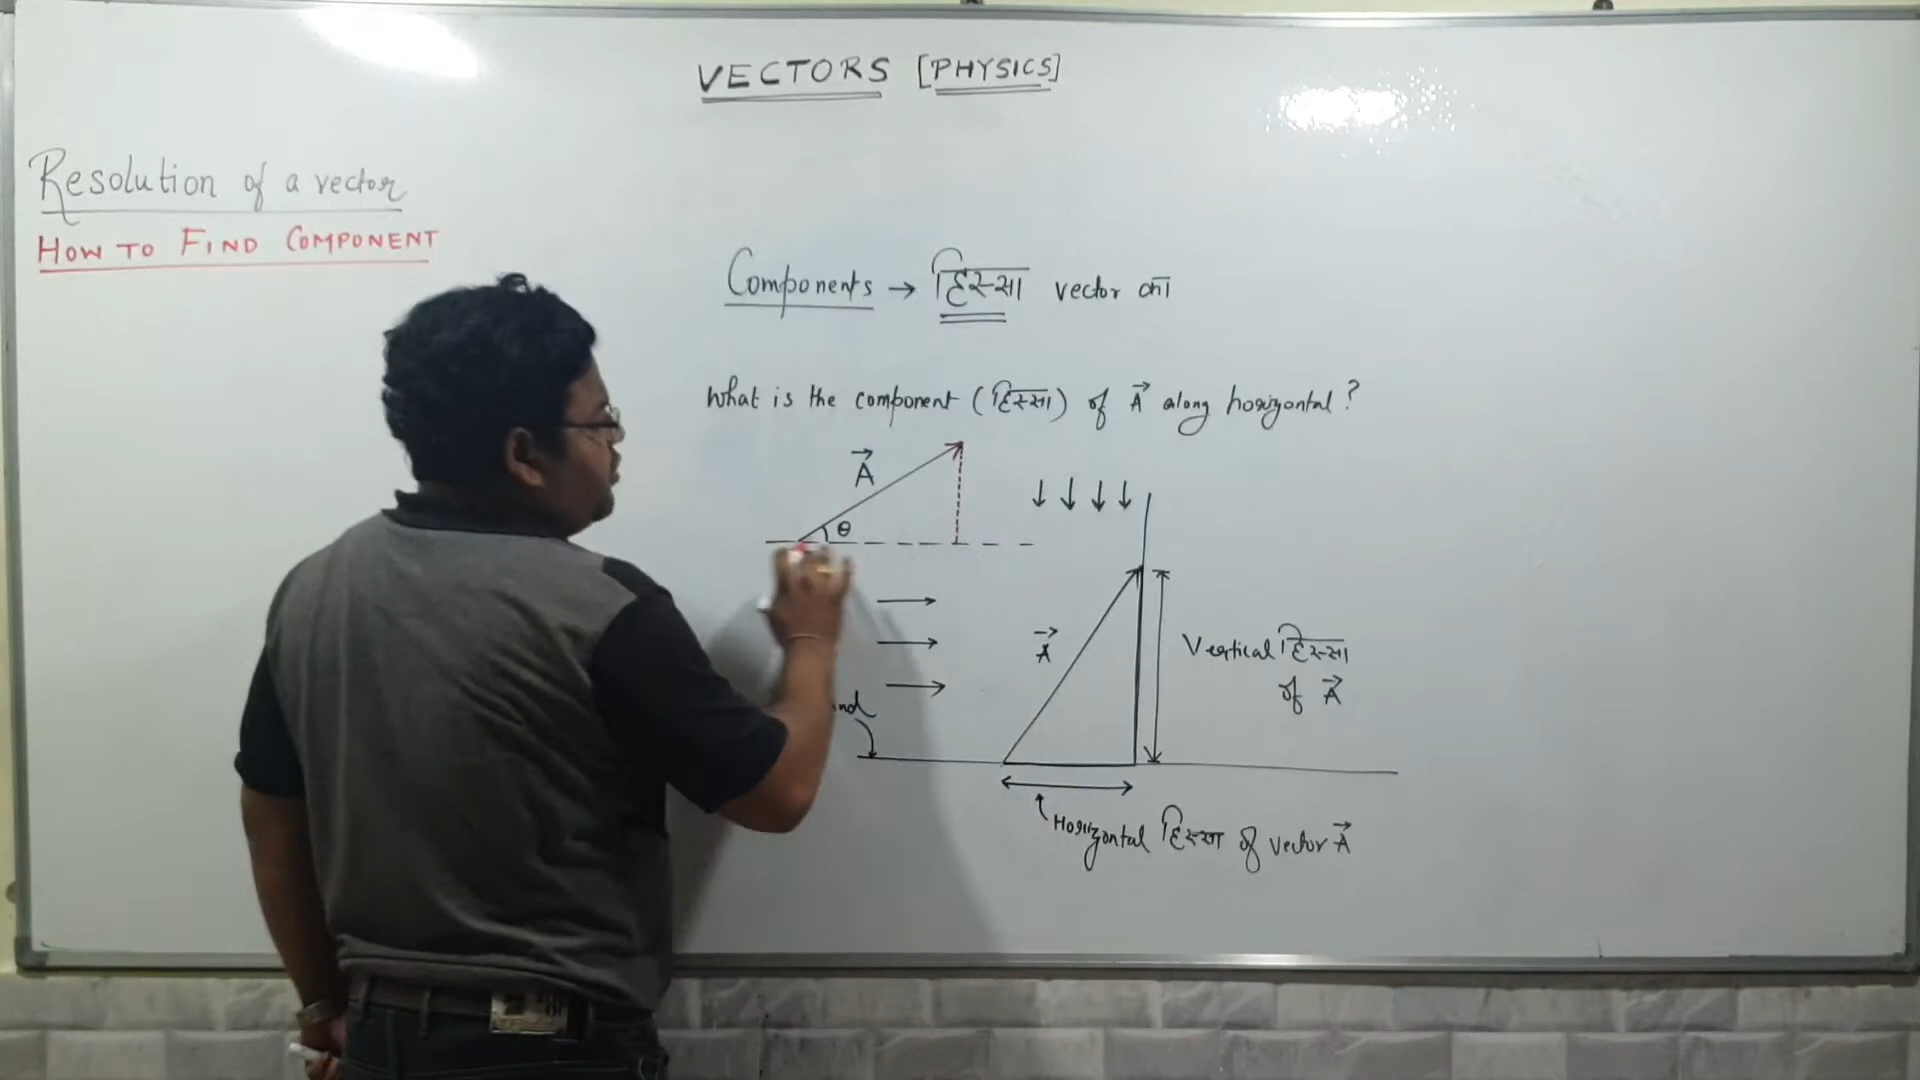 VECTORS [PHYSICS]
Resolution of a vector
HOW TO FIND COMPONENT
Components → हिस्सा vector का
What is the component (हिस्सा) of A⃗ along horizontal?
A⃗
θ
A⃗
Vertical हिस्सा
of A⃗
Horizontal हिस्सा of vector A⃗